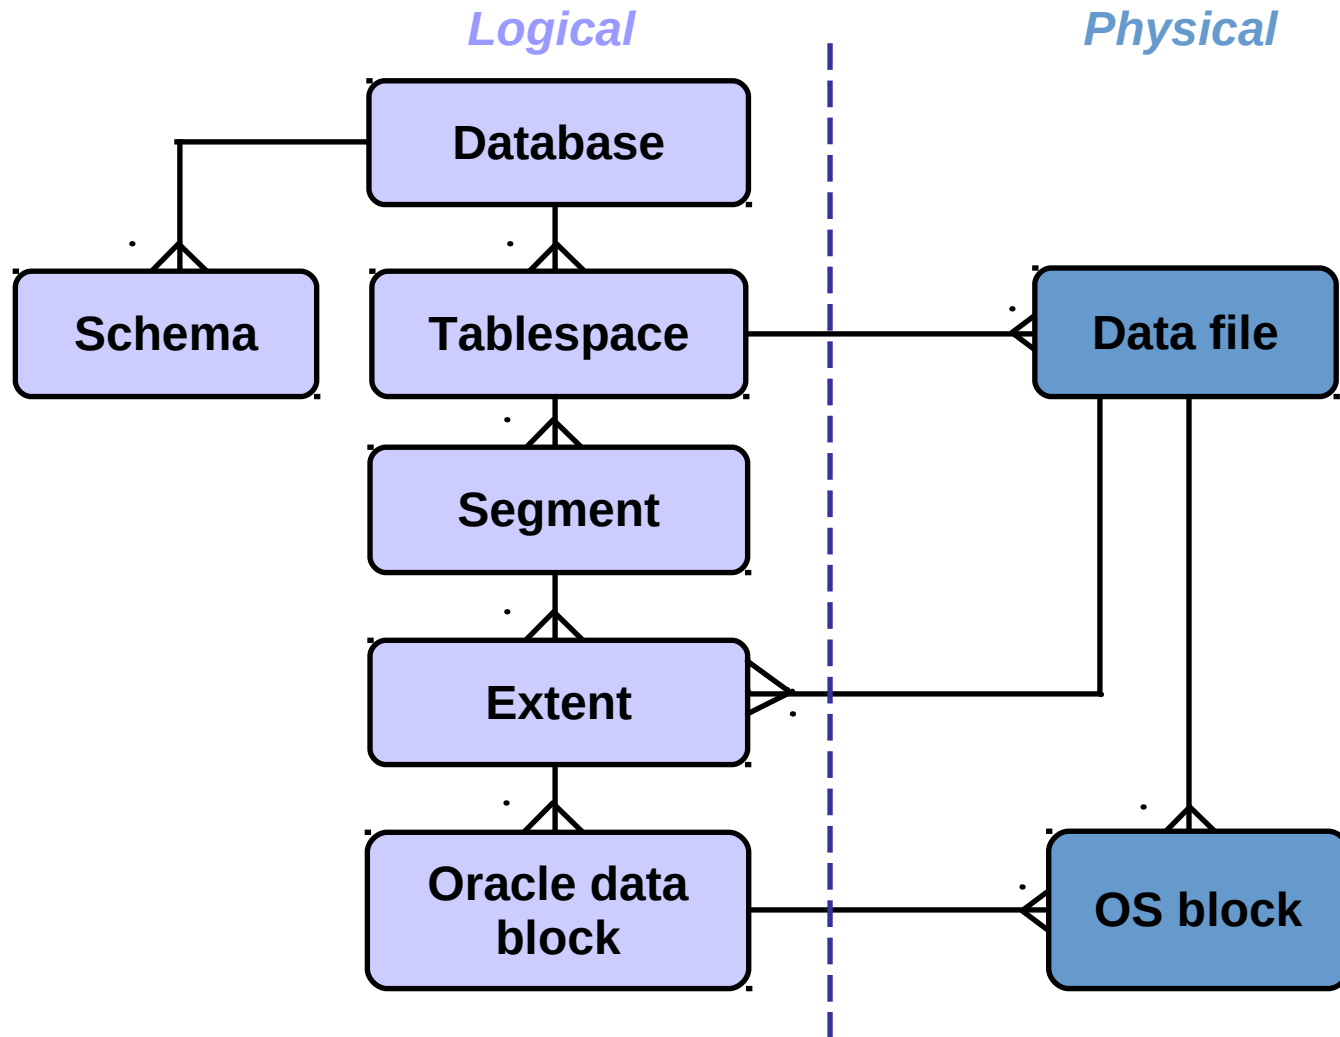 Logical
Physical
Database
Schema
Tablespace
Data file
Segment
Extent
Oracle data
block
OS block